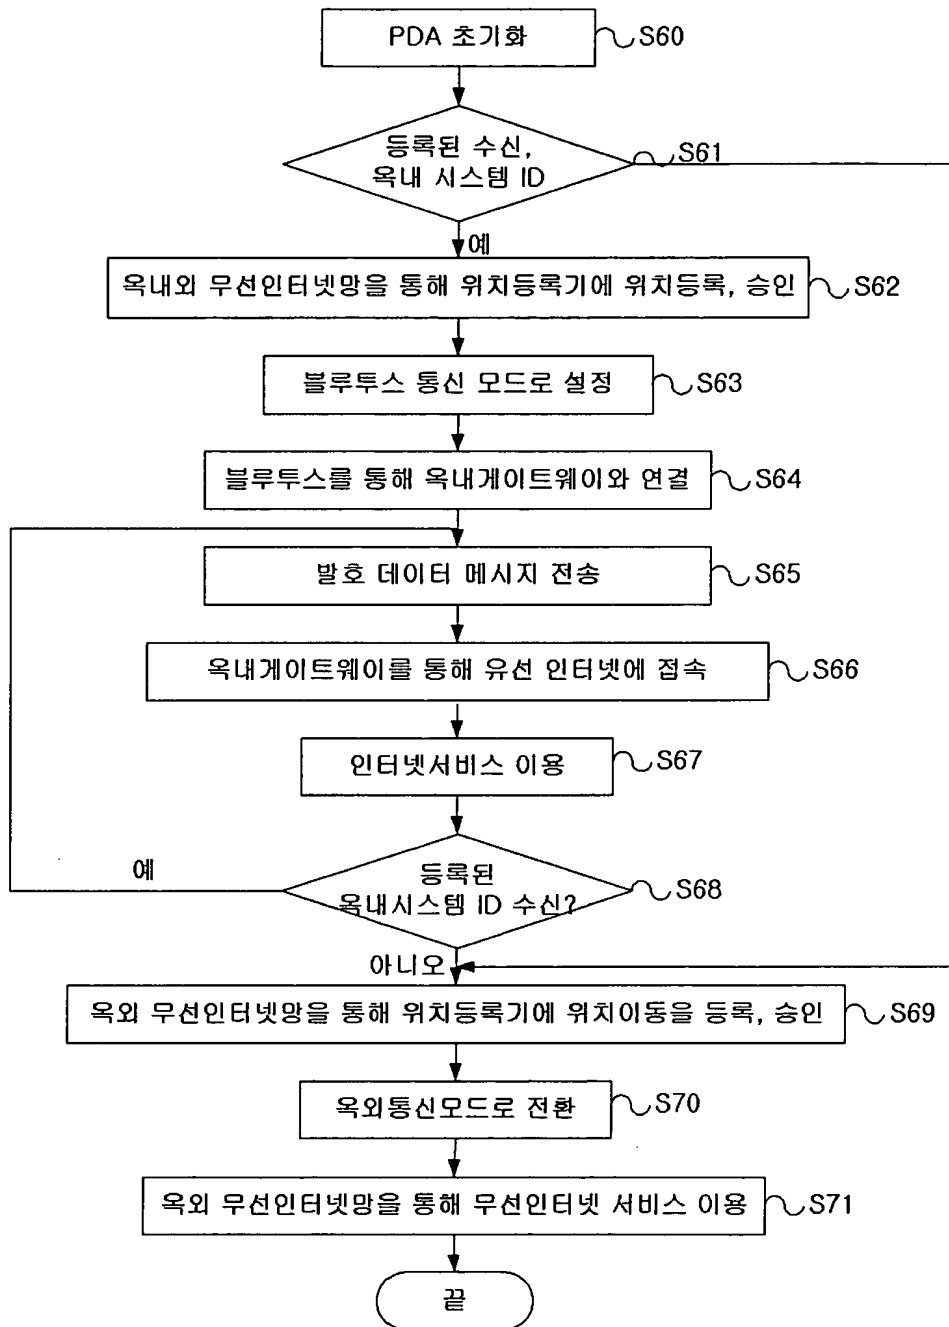 PDA 초기화
S60
등록된 수신,
옥내 시스템 ID
S61
예
옥내외 무선인터넷망을 통해 위치등록기에 위치등록, 승인
S62
블루투스 통신 모드로 설정
S63
블루투스를 통해 옥내게이트웨이와 연결
S64
발호 데이터 메시지 전송
S65
옥내게이트웨이를 통해 유선 인터넷에 접속
S66
인터넷서비스 이용
S67
예
등록된
옥내시스템 ID 수신?
S68
아니오
옥외 무선인터넷망을 통해 위치등록기에 위치이동을 등록, 승인
S69
옥외통신모드로 전환
S70
옥외 무선인터넷망을 통해 무선인터넷 서비스 이용
S71
끝